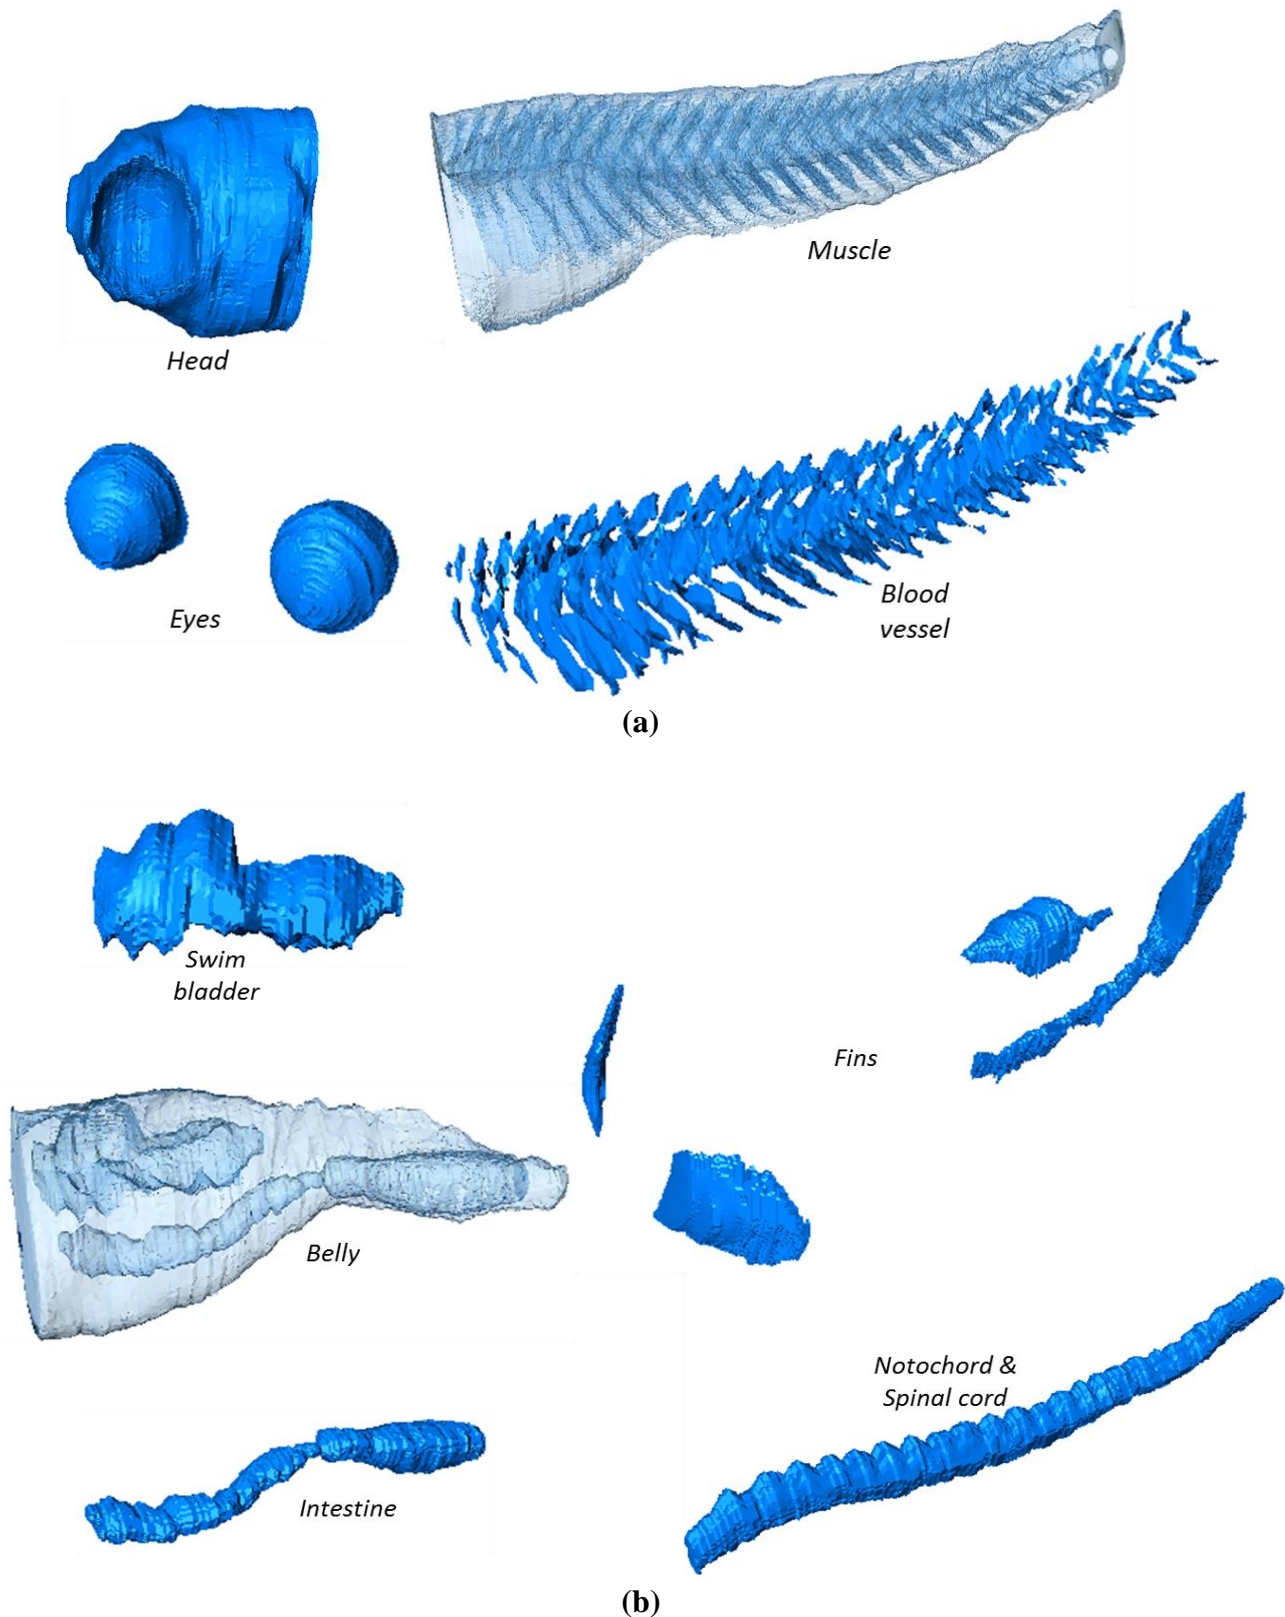 Muscle
Head
Eyes
Blood
vessel
(a)
Swim
bladder
Fins
Belly
Notochord &
Spinal cord
Intestine
(b)